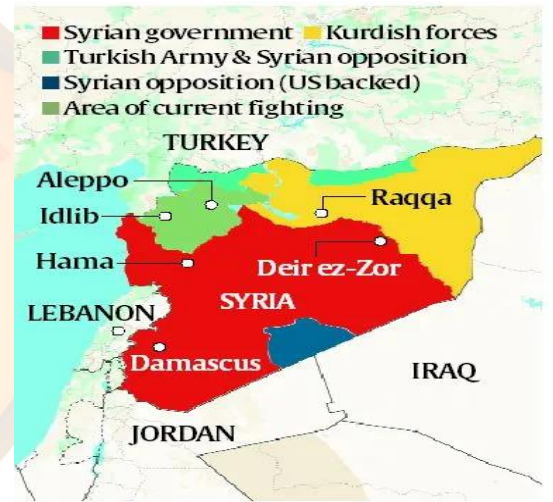 Syrian government Kurdish forces
Turkish Army & Syrian opposition
Syrian opposition (US backed)
Area of current fighting
TURKEY
Aleppo
Raqqa
Idlib
Hama
Deir ez-Zor
SYRIA
LEBANON
Damascus
IRAQ
JORDAN